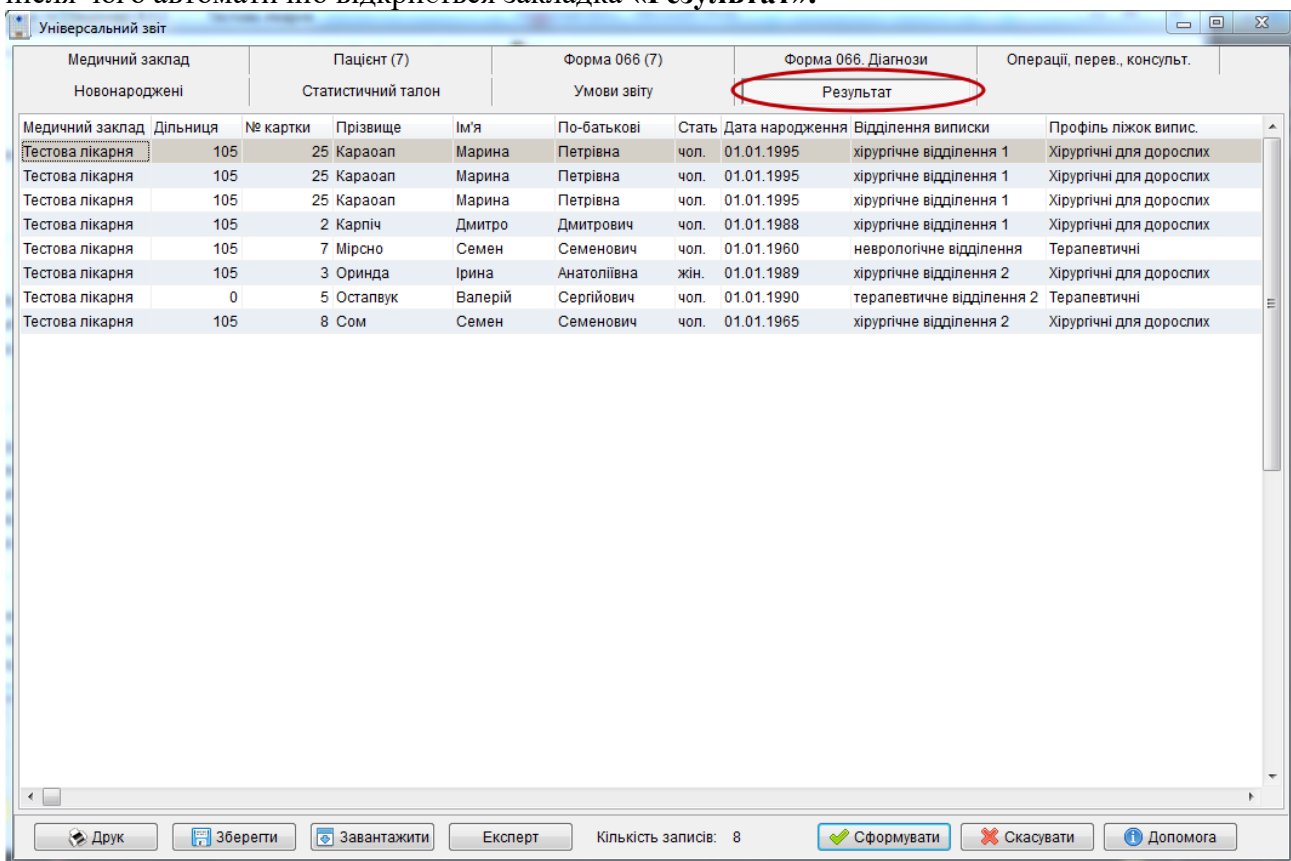 після чого автоматично відкриється закладка «Результат».
Універсальний звіт
Медичний заклад Пацієнт (7) Форма 066 (7) Форма 066. Діагнози Операції, перев., консульт.
Новонароджені Статистичний талон Умови звіту Результат
Медичний заклад Дільниця № картки Прізвище Ім'я По-батькові Стать Дата народження Відділення виписки Профіль ліжок випис.
Тестова лікарня 105 25 Караоап Марина Петрівна чол. 01.01.1995 хірургічне відділення 1 Хірургічні для дорослих
Тестова лікарня 105 25 Караоап Марина Петрівна чол. 01.01.1995 хірургічне відділення 1 Хірургічні для дорослих
Тестова лікарня 105 25 Караоап Марина Петрівна чол. 01.01.1995 хірургічне відділення 1 Хірургічні для дорослих
Тестова лікарня 105 2 Карпіч Дмитро Дмитрович чол. 01.01.1988 хірургічне відділення 1 Хірургічні для дорослих
Тестова лікарня 105 7 Мірсно Семен Семенович чол. 01.01.1960 неврологічне відділення Терапевтичні
Тестова лікарня 105 3 Оринда Ірина Анатоліївна жін. 01.01.1989 хірургічне відділення 2 Хірургічні для дорослих
Тестова лікарня 0 5 Остапвук Валерій Сергійович чол. 01.01.1990 терапевтичне відділення 2 Терапевтичні
Тестова лікарня 105 8 Сом Семен Семенович чол. 01.01.1965 хірургічне відділення 2 Хірургічні для дорослих
Друк Зберегти Завантажити Експерт Кількість записів: 8 Сформувати Скасувати Допомога